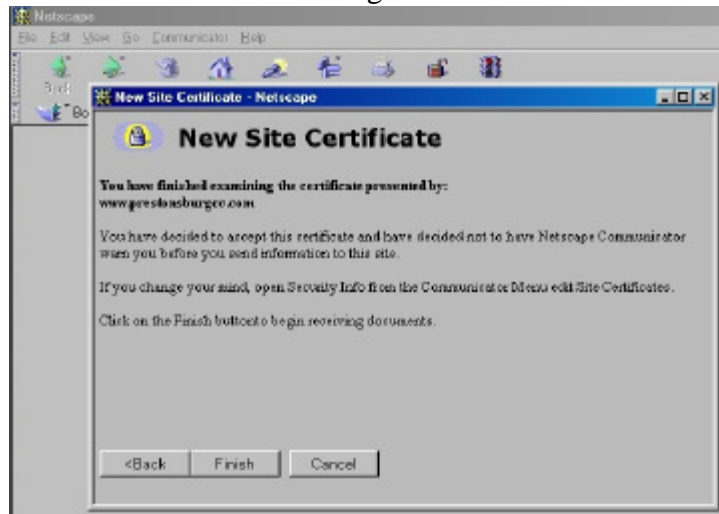 Netscape
File Edit View Go Communicator Help
Back
Bo
New Site Certificate - Netscape
New Site Certificate
You have finished examining the certificate presented by:
www.prestonsburgcc.com
You have decided to accept this certificate and have decided not to have Netscape Communicator
warn you before you send information to this site.
If you change your mind, open Security Info from the Communicator Menu edit Site Certificates.
Click on the Finish button to begin receiving documents.
<Back Finish Cancel